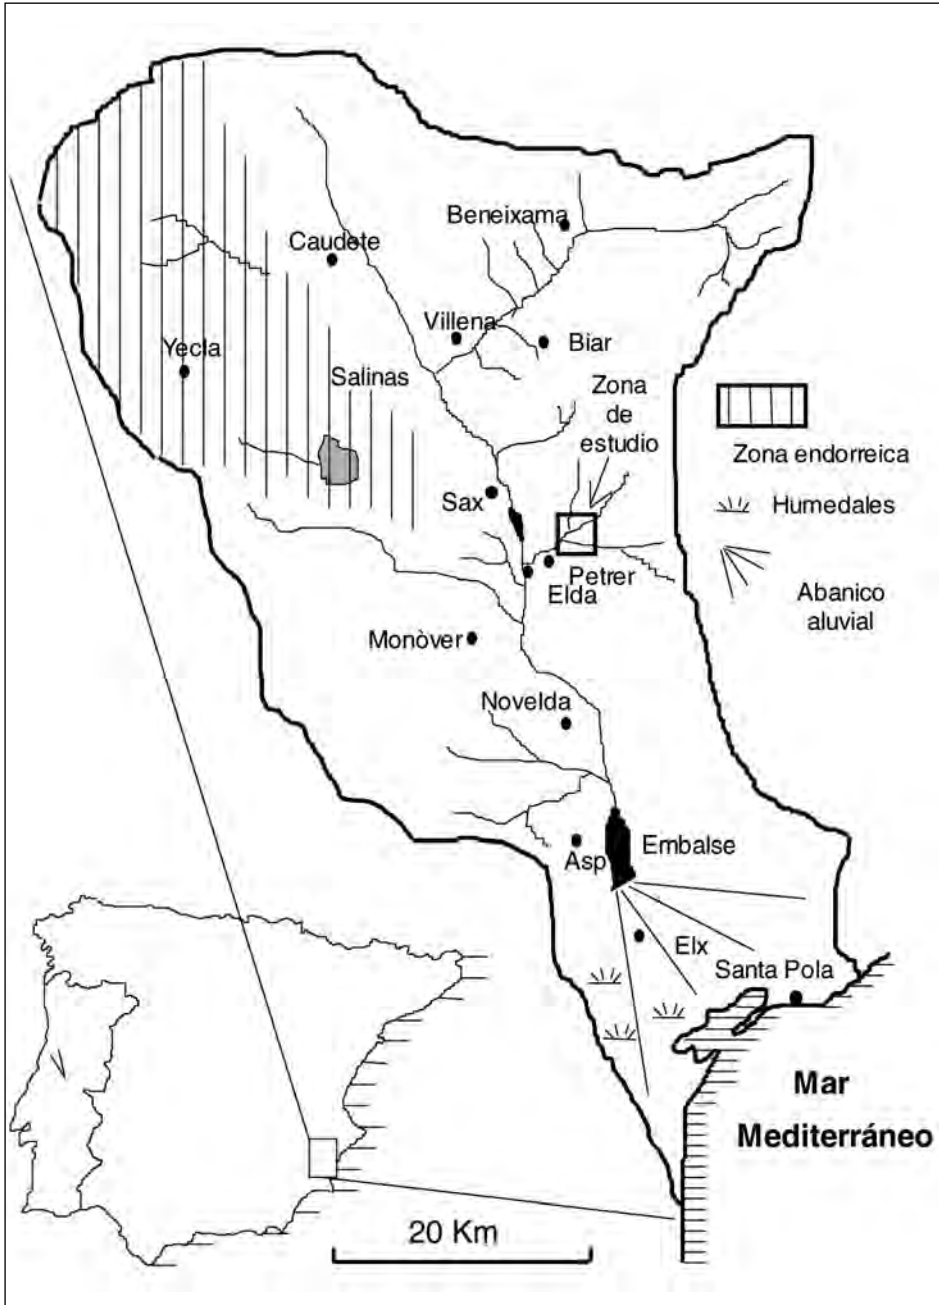 Beneixama
Caudete
Villena
Biar
Yecla
Salinas
Zona
de
estudio
Zona endorreica
Sax
Humedales
Petrer
Elda
Abanico
aluvial
Monòver
Novelda
Asp
Embalse
Elx
Santa Pola
Mar
Mediterráneo
20 Km